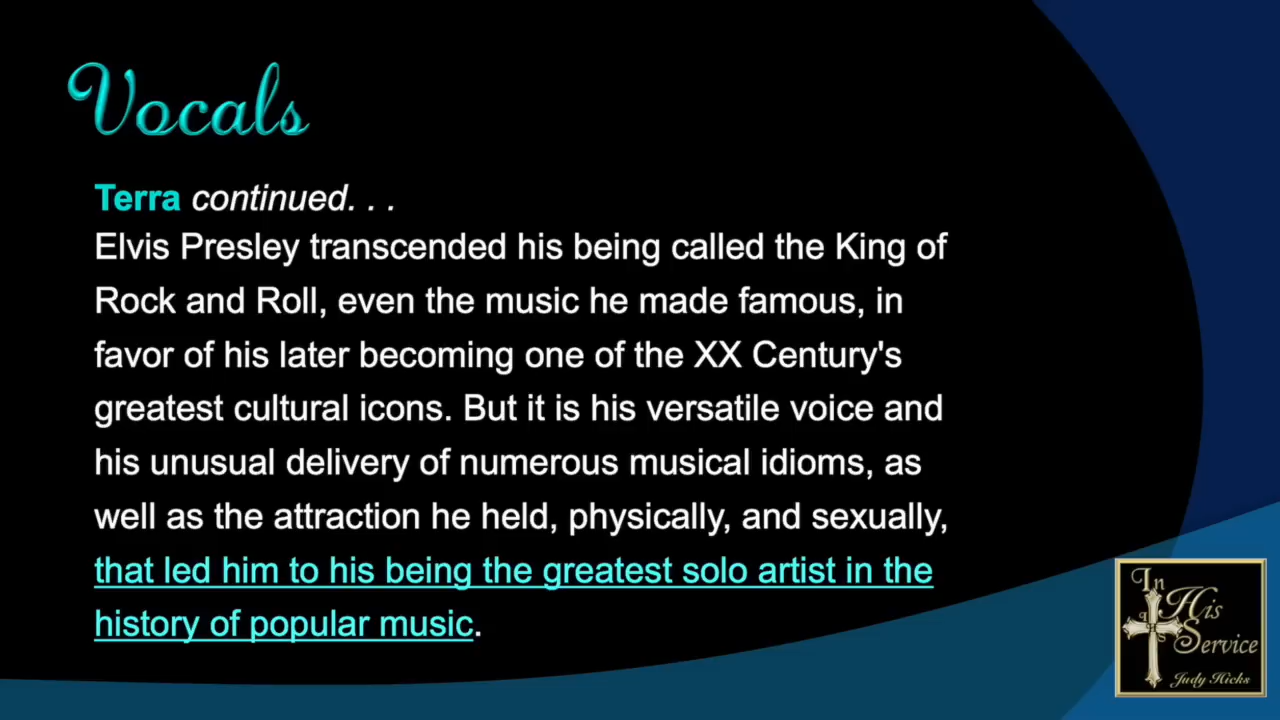 Vocals
Terra continued. . .
Elvis Presley transcended his being called the King of
Rock and Roll, even the music he made famous, in
favor of his later becoming one of the XX Century's
greatest cultural icons. But it is his versatile voice and
his unusual delivery of numerous musical idioms, as
well as the attraction he held, physically, and sexually,
that led him to his being the greatest solo artist in the
history of popular music.
In
His
Service
Judy Hicks